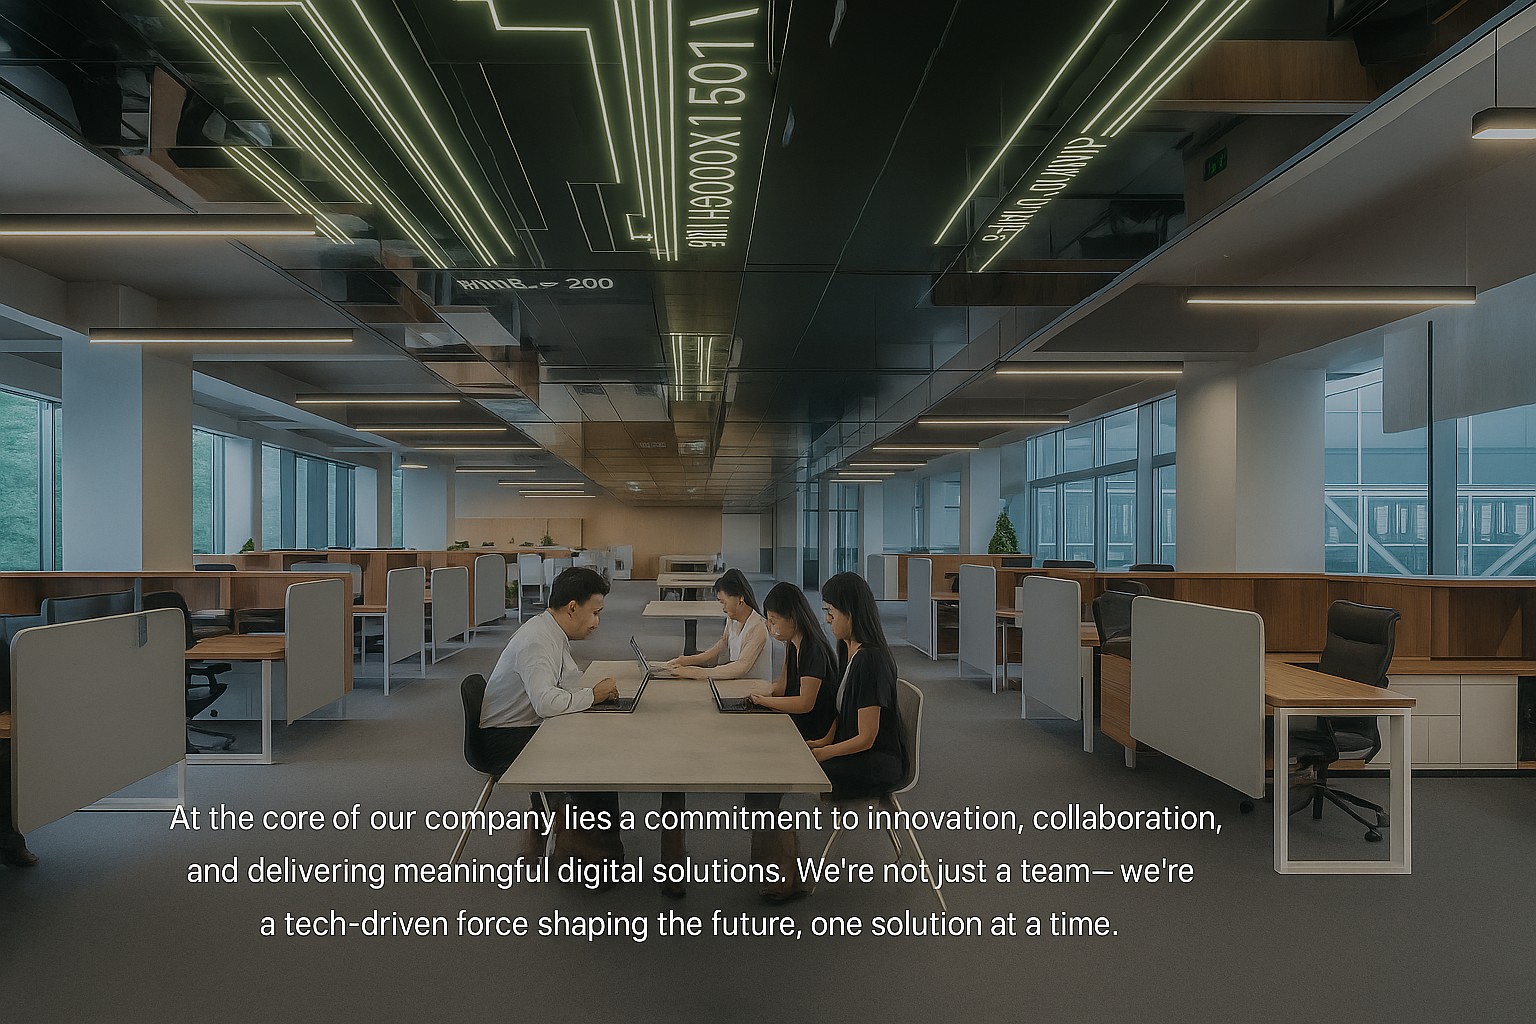 200
At the core of our company lies a commitment to innovation, collaboration,
and delivering meaningful digital solutions. We're not just a team—we're
a tech-driven force shaping the future, one solution at a time.